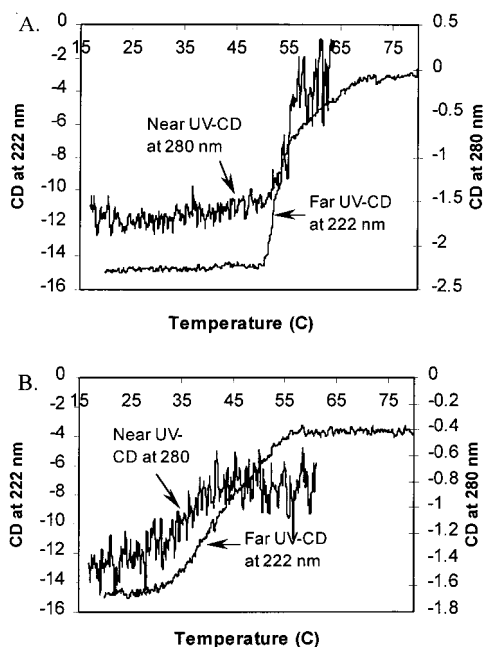 A.
15 25 35 45 55 65 75
0 -2 -4 -6 -8 -10 -12 -14 -16
CD at 222 nm
0.5 0 -0.5 -1 -1.5 -2 -2.5
CD at 280 nm
Near UV-CD
at 280 nm
Far UV-CD
at 222 nm
Temperature (C)
B.
15 25 35 45 55 65 75
0 -2 -4 -6 -8 -10 -12 -14 -16
CD at 222 nm
0 -0.2 -0.4 -0.6 -0.8 -1 -1.2 -1.4 -1.6 -1.8
CD at 280 nm
Near UV-
CD at 280
Far UV-CD
at 222 nm
Temperature (C)